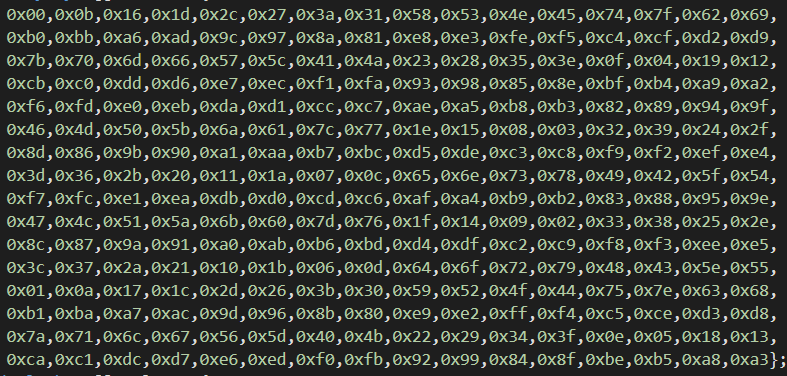 0x00,0x0b,0x16,0x1d,0x2c,0x27,0x3a,0x31,0x58,0x53,0x4e,0x45,0x74,0x7f,0x62,0x69,
0xb0,0xbb,0xa6,0xad,0x9c,0x97,0x8a,0x81,0xe8,0xe3,0xfe,0xf5,0xc4,0xcf,0xd2,0xd9,
0x7b,0x70,0x6d,0x66,0x57,0x5c,0x41,0x4a,0x23,0x28,0x35,0x3e,0x0f,0x04,0x19,0x12,
0xcb,0xc0,0xdd,0xd6,0xe7,0xec,0xf1,0xfa,0x93,0x98,0x85,0x8e,0xbf,0xb4,0xa9,0xa2,
0xf6,0xfd,0xe0,0xeb,0xda,0xd1,0xcc,0xc7,0xae,0xa5,0xb8,0xb3,0x82,0x89,0x94,0x9f,
0x46,0x4d,0x50,0x5b,0x6a,0x61,0x7c,0x77,0x1e,0x15,0x08,0x03,0x32,0x39,0x24,0x2f,
0x8d,0x86,0x9b,0x90,0xa1,0xaa,0xb7,0xbc,0xd5,0xde,0xc3,0xc8,0xf9,0xf2,0xef,0xe4,
0x3d,0x36,0x2b,0x20,0x11,0x1a,0x07,0x0c,0x65,0x6e,0x73,0x78,0x49,0x42,0x5f,0x54,
0xf7,0xfc,0xe1,0xea,0xdb,0xd0,0xcd,0xc6,0xaf,0xa4,0xb9,0xb2,0x83,0x88,0x95,0x9e,
0x47,0x4c,0x51,0x5a,0x6b,0x60,0x7d,0x76,0x1f,0x14,0x09,0x02,0x33,0x38,0x25,0x2e,
0x8c,0x87,0x9a,0x91,0xa0,0xab,0xb6,0xbd,0xd4,0xdf,0xc2,0xc9,0xf8,0xf3,0xee,0xe5,
0x3c,0x37,0x2a,0x21,0x10,0x1b,0x06,0x0d,0x64,0x6f,0x72,0x79,0x48,0x43,0x5e,0x55,
0x01,0x0a,0x17,0x1c,0x2d,0x26,0x3b,0x30,0x59,0x52,0x4f,0x44,0x75,0x7e,0x63,0x68,
0xb1,0xba,0xa7,0xac,0x9d,0x96,0x8b,0x80,0xe9,0xe2,0xff,0xf4,0xc5,0xce,0xd3,0xd8,
0x7a,0x71,0x6c,0x67,0x56,0x5d,0x40,0x4b,0x22,0x29,0x34,0x3f,0x0e,0x05,0x18,0x13,
0xca,0xc1,0xdc,0xd7,0xe6,0xed,0xf0,0xfb,0x92,0x99,0x84,0x8f,0xbe,0xb5,0xa8,0xa3};